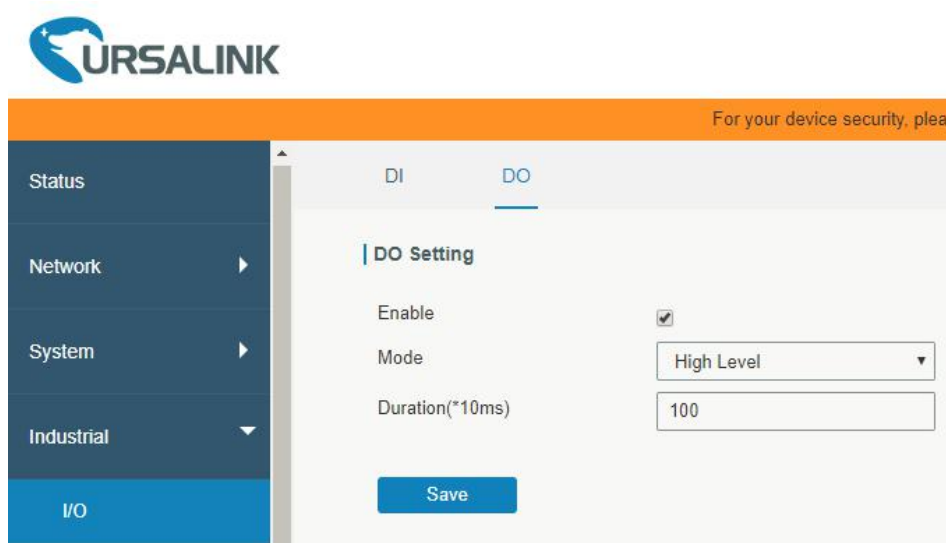 URSALINK
For your device security, plea
Status
DI DO
DO Setting
Network
Enable
Mode High Level
System
Duration(*10ms) 100
Industrial
Save
I/O